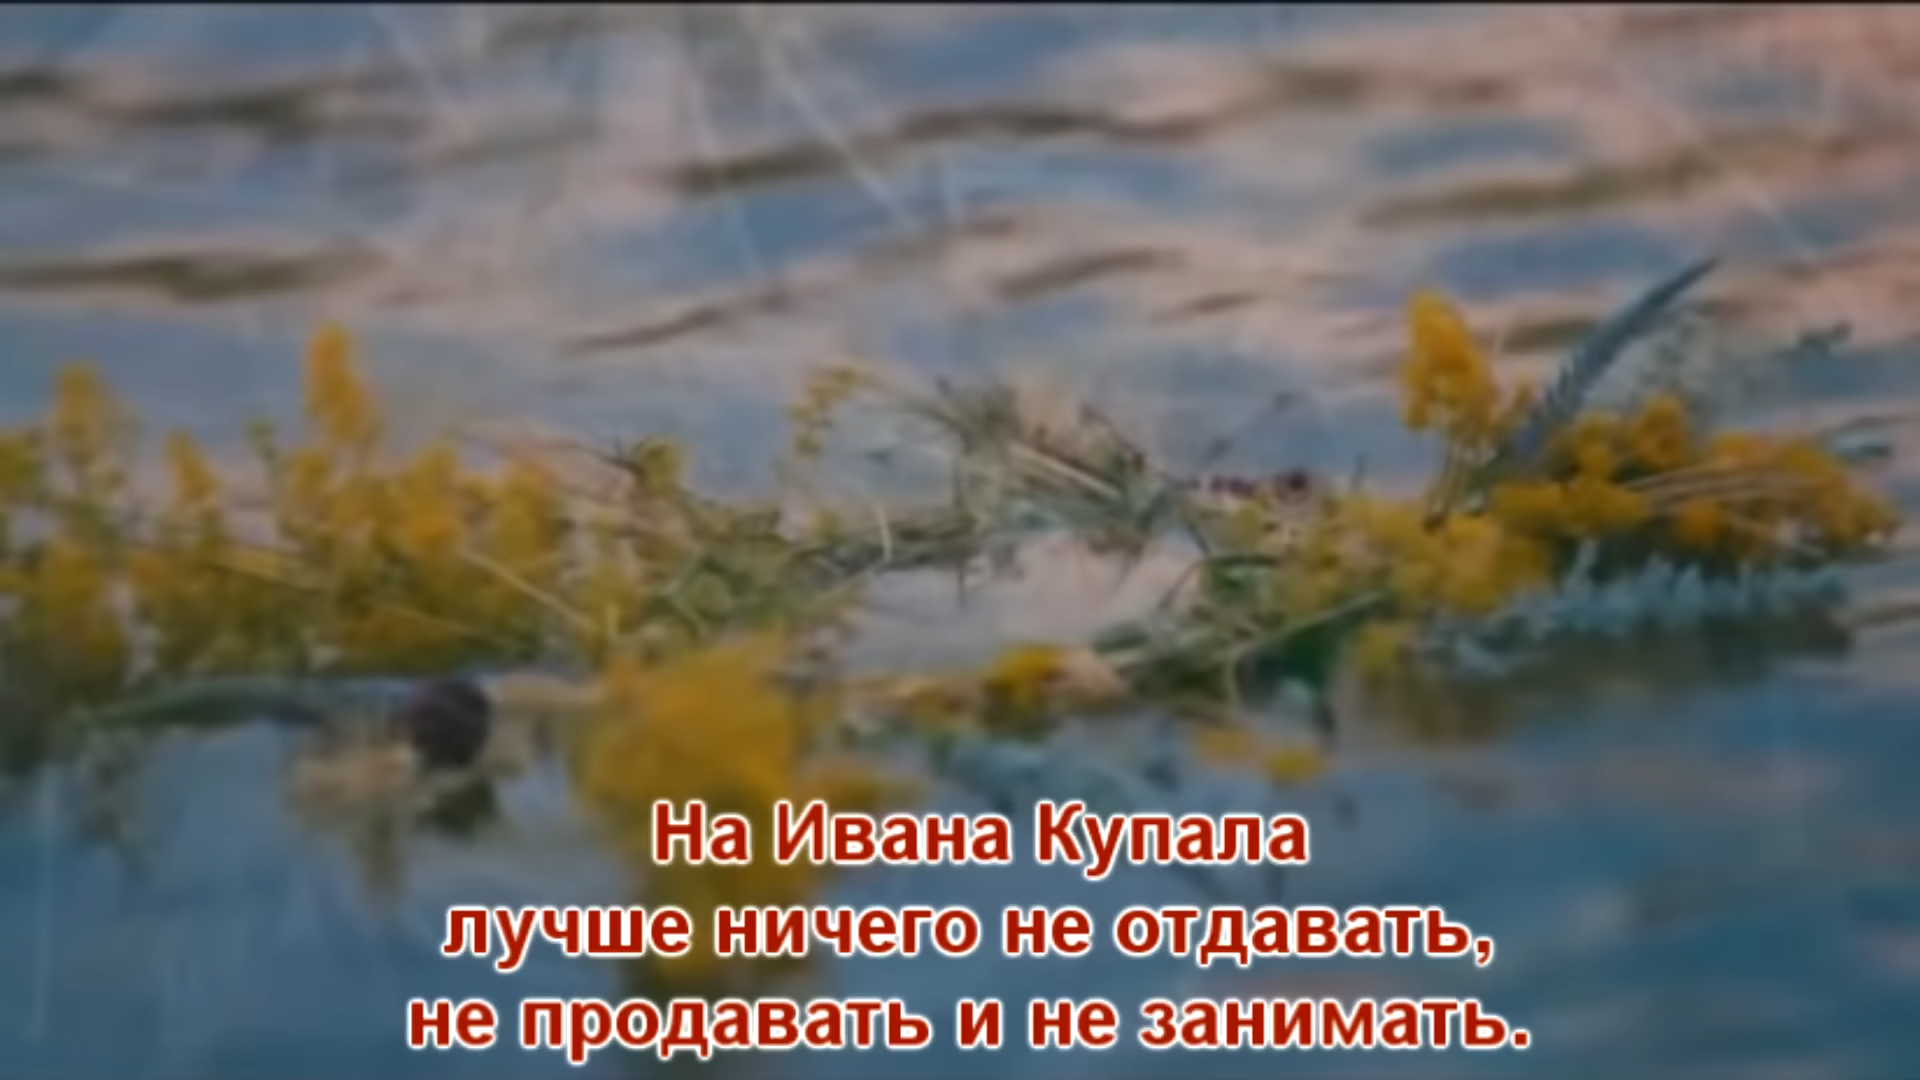 На Ивана Купала
лучше ничего не отдавать,
не продавать и не занимать.